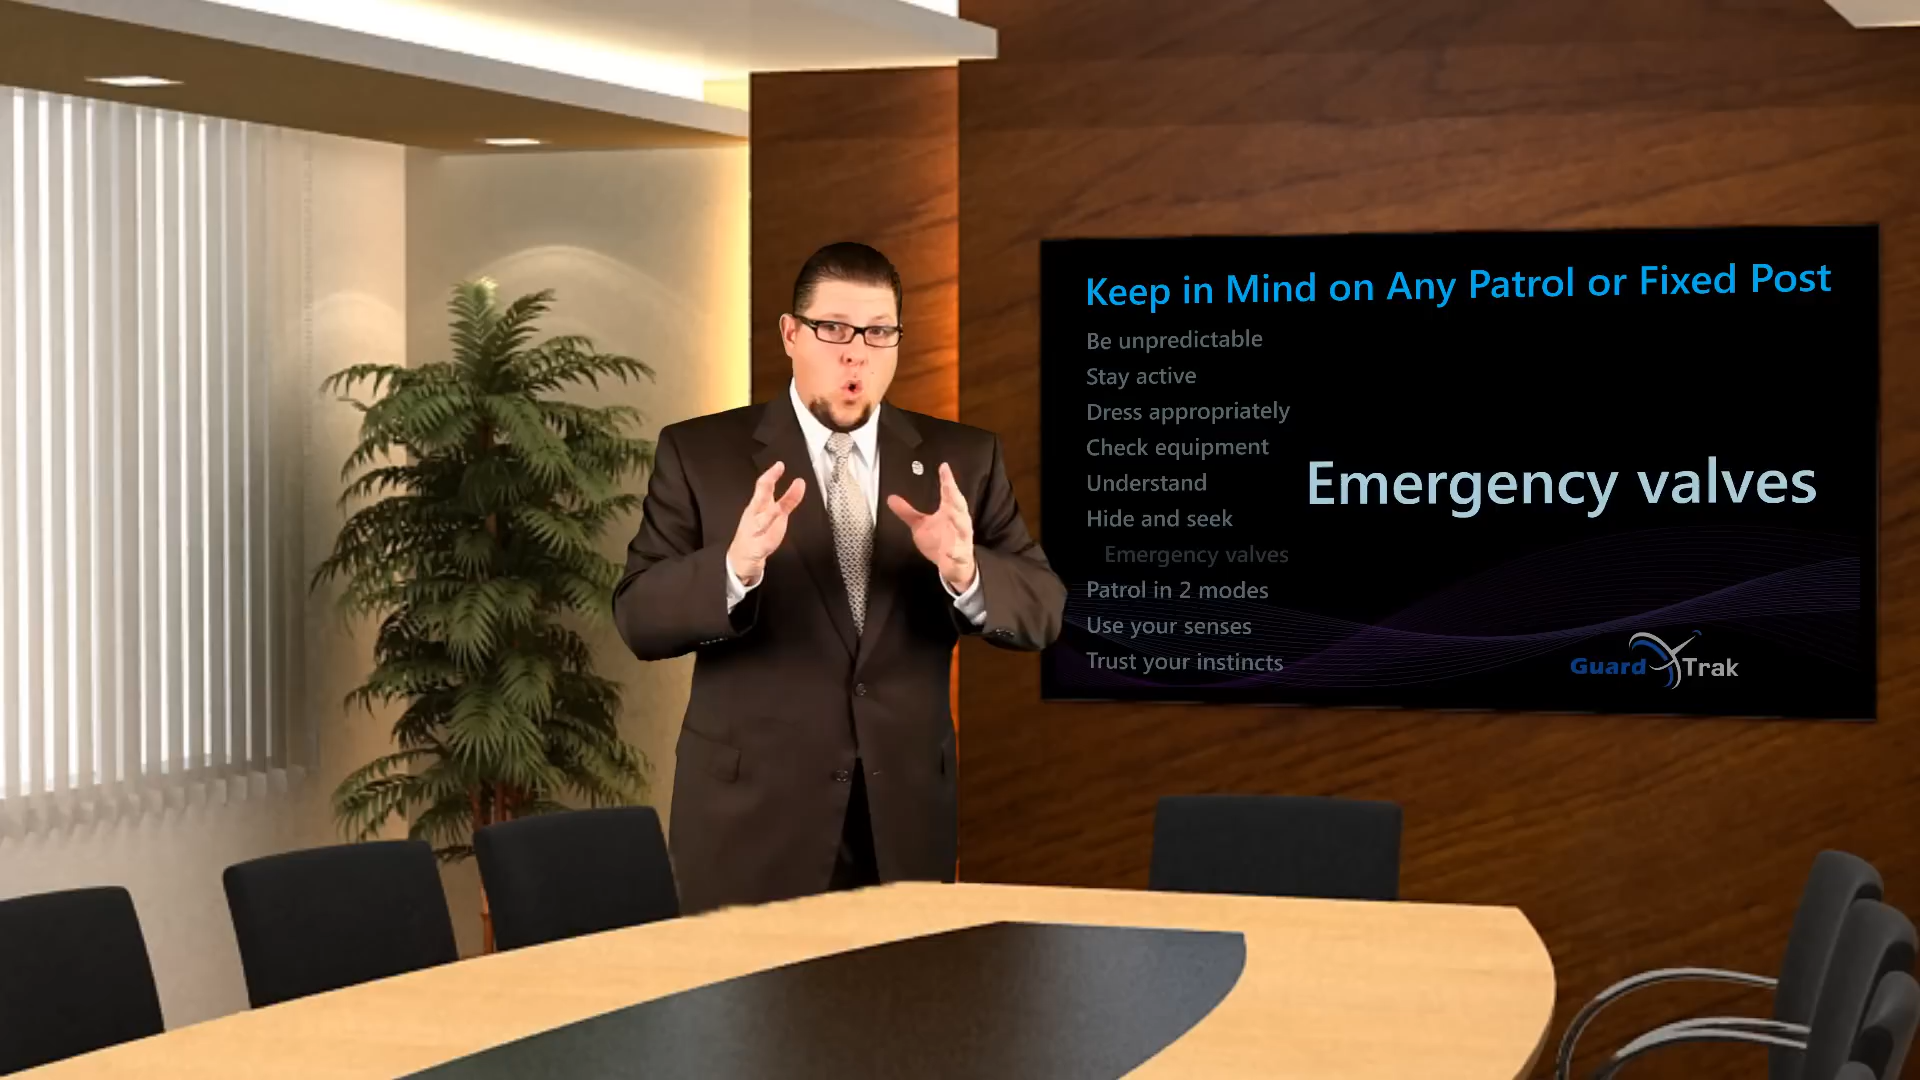 Keep in Mind on Any Patrol or Fixed Post
Be unpredictable
Stay active
Dress appropriately
Check equipment
Understand
Hide and seek
Emergency valves
Patrol in 2 modes
Use your senses
Trust your instincts
Emergency valves
Guard Trak